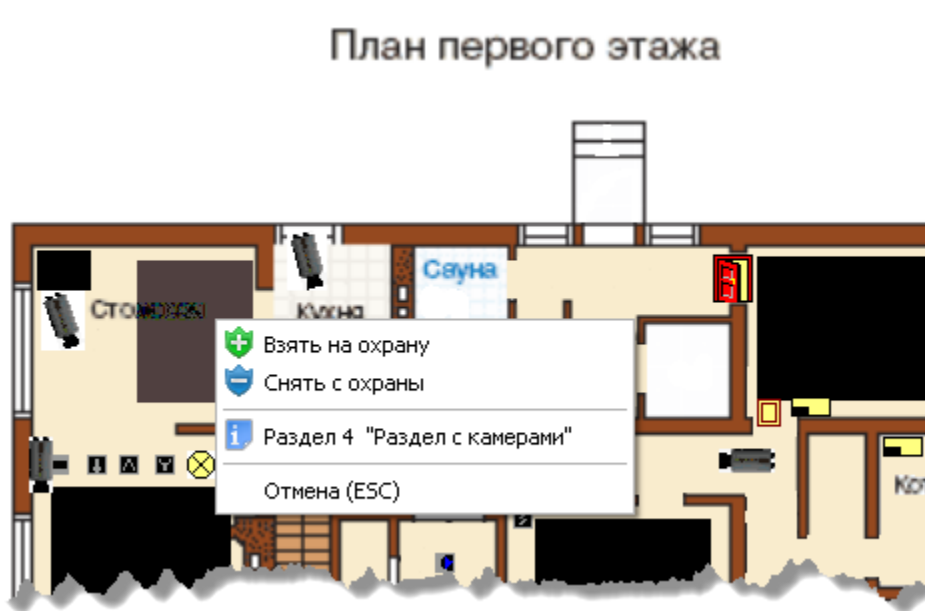 План первого этажа
Сауна
Кухня
Взять на охрану
Снять с охраны
Раздел 4 "Раздел с камерами"
Отмена (ESC)